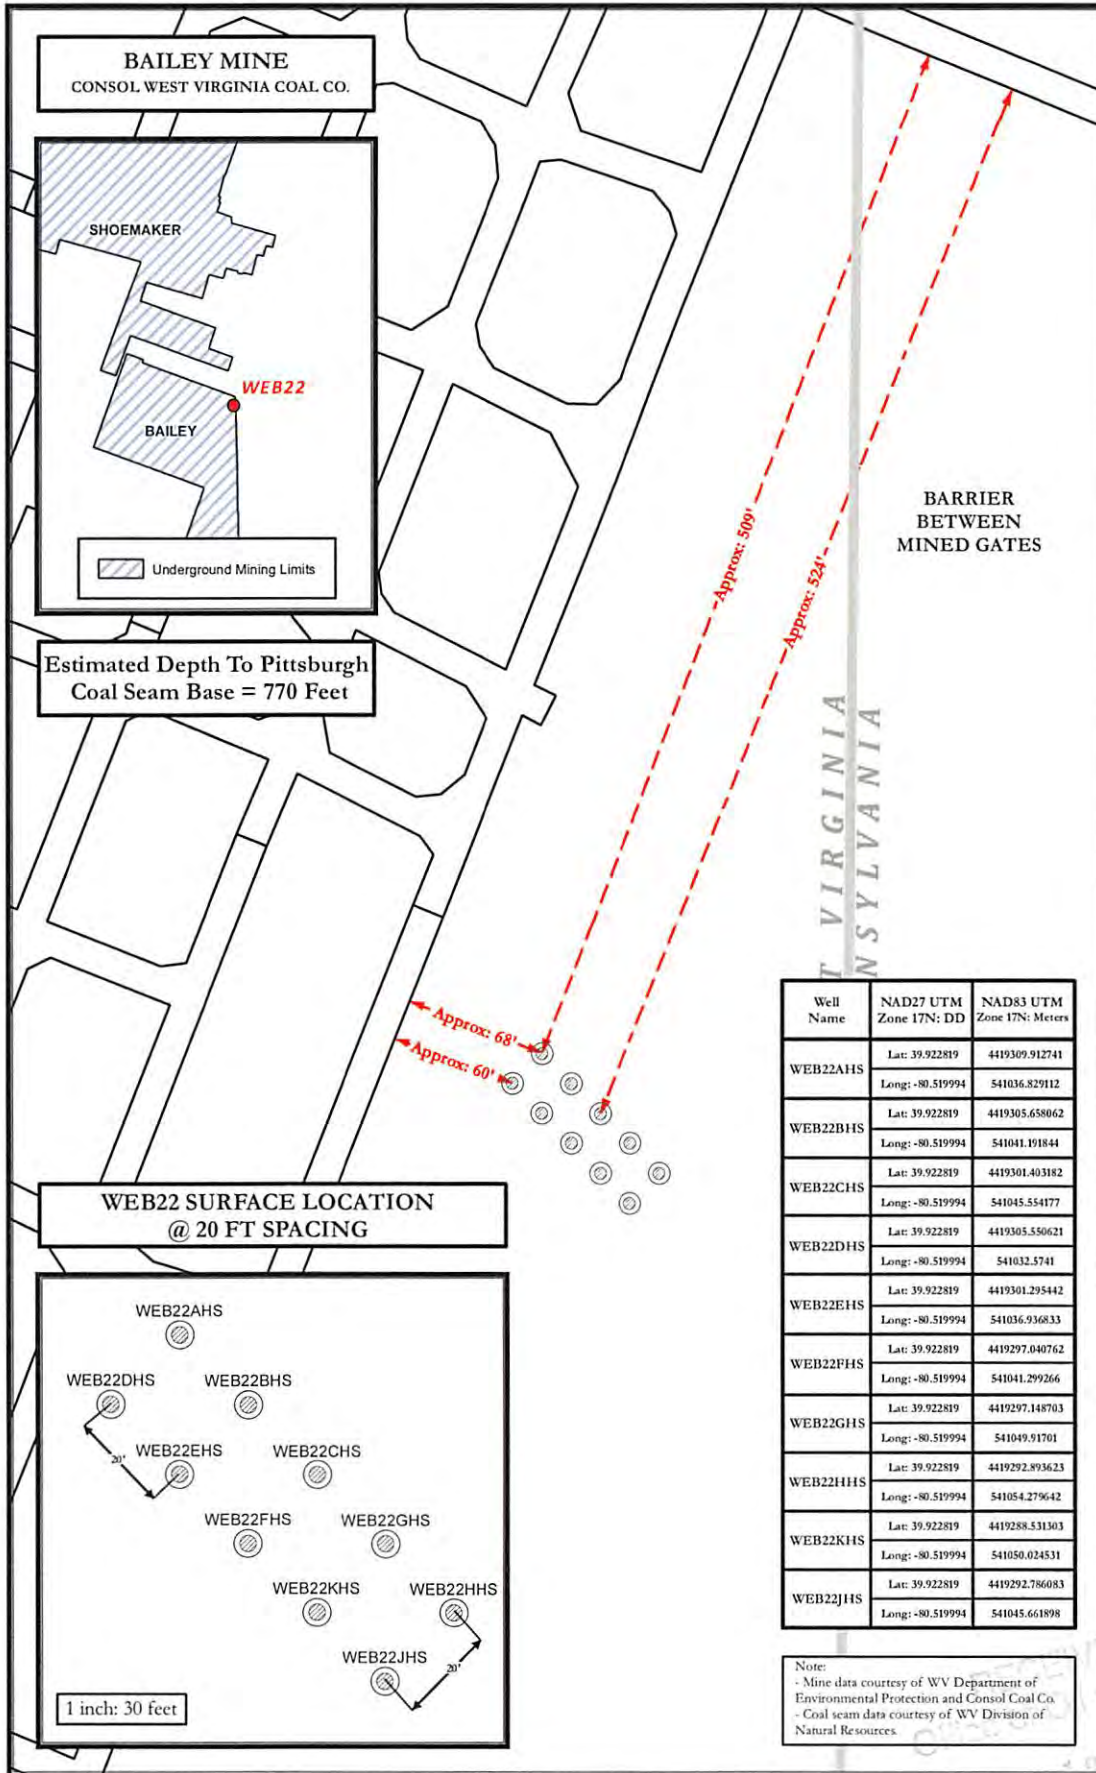 BAILEY MINE
CONSOL WEST VIRGINIA COAL CO.
SHOEMAKER
WEB22
BAILEY
Underground Mining Limits
Estimated Depth To Pittsburgh
Coal Seam Base = 770 Feet
Approx: 509'
Approx: 524'
BARRIER
BETWEEN
MINED GATES
T VIRGINIA
NSYLVANIA
Approx: 68'
Approx: 60'
WEB22 SURFACE LOCATION
@ 20 FT SPACING
WEB22AHS
WEB22DHS WEB22BHS
20'
WEB22EHS WEB22CHS
WEB22FHS WEB22GHS
WEB22KHS WEB22HHS
WEB22JHS
20'
1 inch: 30 feet
Well Name NAD27 UTM Zone 17N: DD NAD83 UTM Zone 17N: Meters
WEB22AHS Lat: 39.922819 4419309.912741
Long: -80.519994 541036.829112
WEB22BHS Lat: 39.922819 4419305.658062
Long: -80.519994 541041.191844
WEB22CHS Lat: 39.922819 4419301.403182
Long: -80.519994 541045.554177
WEB22DHS Lat: 39.922819 4419305.550621
Long: -80.519994 541032.5741
WEB22EHS Lat: 39.922819 4419301.295442
Long: -80.519994 541036.936833
WEB22FHS Lat: 39.922819 4419297.040762
Long: -80.519994 541041.299266
WEB22GHS Lat: 39.922819 4419297.148703
Long: -80.519994 541049.91701
WEB22HHS Lat: 39.922819 4419292.893623
Long: -80.519994 541054.279642
WEB22KHS Lat: 39.922819 4419288.531303
Long: -80.519994 541050.024531
WEB22JHS Lat: 39.922819 4419292.786083
Long: -80.519994 541045.661898
Note:
- Mine data courtesy of WV Department of
Environmental Protection and Consol Coal Co.
- Coal seam data courtesy of WV Division of
Natural Resources.